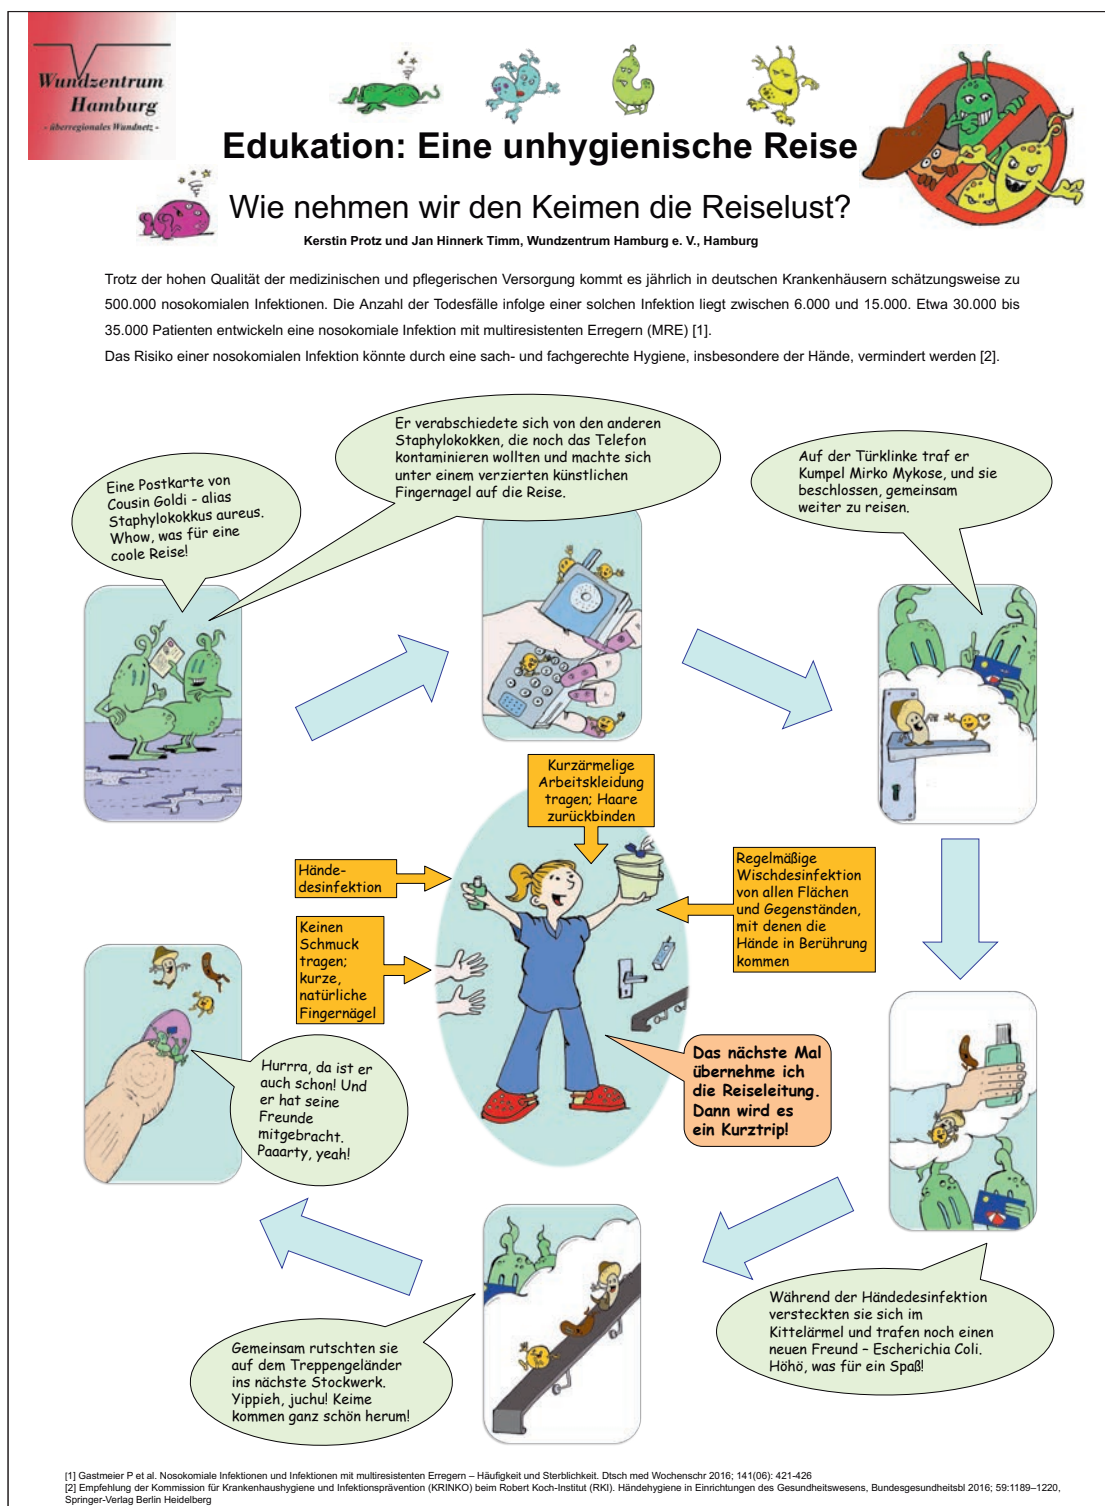 Wundzentrum
Hamburg
- überregionales Wundnetz -
Edukation: Eine unhygienische Reise
Wie nehmen wir den Keimen die Reiselust?
Kerstin Protz und Jan Hinnerk Timm, Wundzentrum Hamburg e. V., Hamburg
Trotz der hohen Qualität der medizinischen und pflegerischen Versorgung kommt es jährlich in deutschen Krankenhäusern schätzungsweise zu
500.000 nosokomialen Infektionen. Die Anzahl der Todesfälle infolge einer solchen Infektion liegt zwischen 6.000 und 15.000. Etwa 30.000 bis
35.000 Patienten entwickeln eine nosokomiale Infektion mit multiresistenten Erregern (MRE) [1].
Das Risiko einer nosokomialen Infektion könnte durch eine sach- und fachgerechte Hygiene, insbesondere der Hände, vermindert werden [2].
Eine Postkarte von
Cousin Goldi - alias
Staphylokokkus aureus.
Whow, was für eine
coole Reise!
Er verabschiedete sich von den anderen
Staphylokokken, die noch das Telefon
kontaminieren wollten und machte sich
unter einem verzierten künstlichen
Fingernagel auf die Reise.
Auf der Türklinke traf er
Kumpel Mirko Mykose, und sie
beschlossen, gemeinsam
weiter zu reisen.
Kurzärmelige
Arbeitskleidung
tragen; Haare
zurückbinden
Hände-
desinfektion
Regelmäßige
Wischdesinfektion
von allen Flächen
und Gegenständen,
mit denen die
Hände in Berührung
kommen
Keinen
Schmuck
tragen;
kurze,
natürliche
Fingernägel
Das nächste Mal
übernehme ich
die Reiseleitung.
Dann wird es
ein Kurztrip!
Hurrra, da ist er
auch schon! Und
er hat seine
Freunde
mitgebracht.
Paaarty, yeah!
Während der Händedesinfektion
versteckten sie sich im
Kittelärmel und trafen noch einen
neuen Freund – Escherichia Coli.
Höhö, was für ein Spaß!
Gemeinsam rutschten sie
auf dem Treppengeländer
ins nächste Stockwerk.
Yippieh, juchu! Keime
kommen ganz schön herum!
[1] Gastmeier P et al. Nosokomiale Infektionen und Infektionen mit multiresistenten Erregern – Häufigkeit und Sterblichkeit. Dtsch med Wochenschr 2016; 141(06): 421-426
[2] Empfehlung der Kommission für Krankenhaushygiene und Infektionsprävention (KRINKO) beim Robert Koch-Institut (RKI). Händehygiene in Einrichtungen des Gesundheitswesens, Bundesgesundheitsbl 2016; 59:1189–1220,
Springer-Verlag Berlin Heidelberg